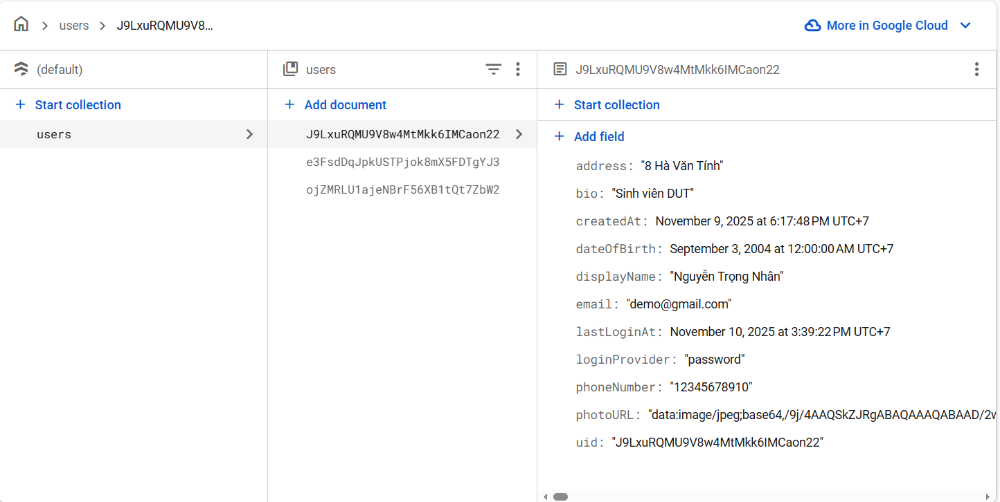 users J9LxuRQMU9V8... More in Google Cloud
(default)
users
J9LxuRQMU9V8w4MtMkk6IMCaon22
+ Start collection
users
+ Add document
J9LxuRQMU9V8w4MtMkk6IMCaon22
e3FsdDqJpkUSTPjok8mX5FDTgYJ3
ojZMRLU1ajeNBrF56XB1tQt7ZbW2
+ Start collection
+ Add field
address: "8 Hà Văn Tính"
bio: "Sinh viên DUT"
createdAt: November 9, 2025 at 6:17:48 PM UTC+7
dateOfBirth: September 3, 2004 at 12:00:00 AM UTC+7
displayName: "Nguyễn Trọng Nhân"
email: "demo@gmail.com"
lastLoginAt: November 10, 2025 at 3:39:22 PM UTC+7
loginProvider: "password"
phoneNumber: "12345678910"
photoURL: "data:image/jpeg;base64,/9j/4AAQSkZJRgABAQAAAQABAAD/2w
uid: "J9LxuRQMU9V8w4MtMkk6IMCaon22"